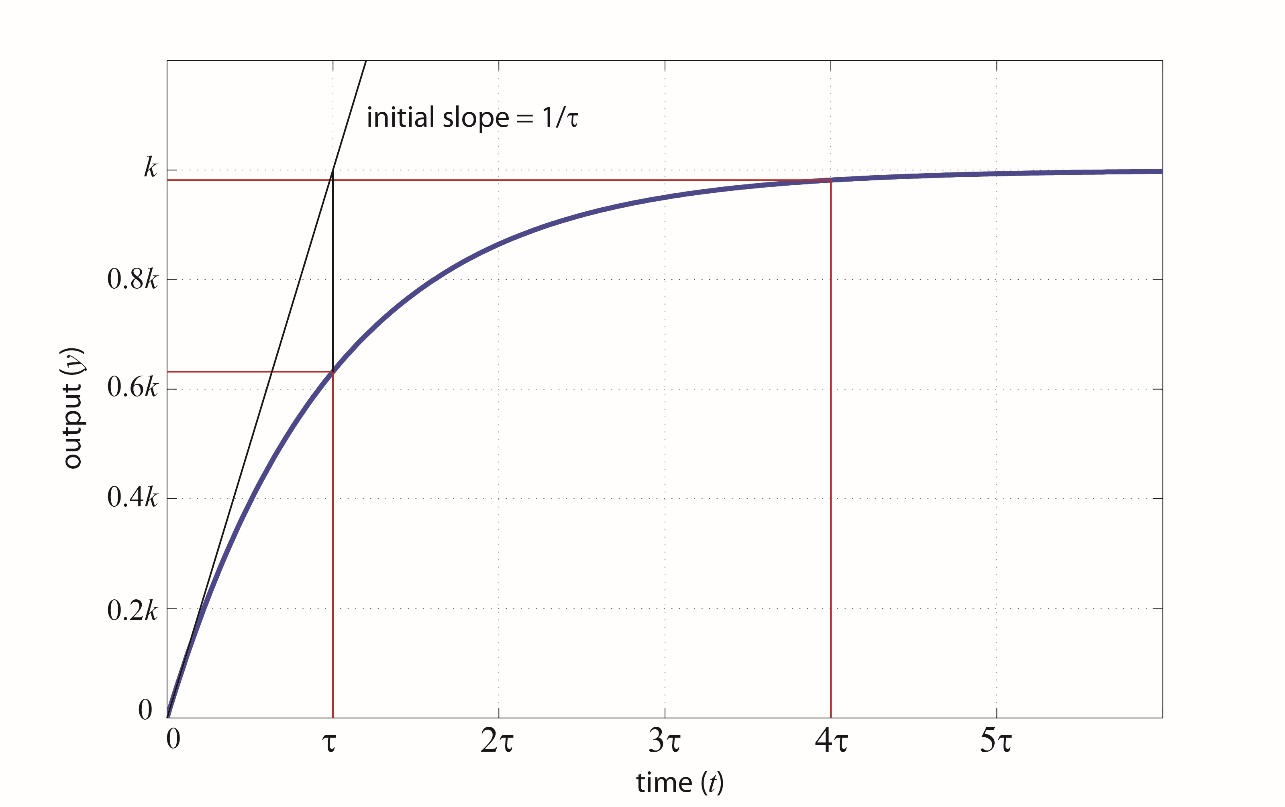 initial slope = 1/τ
k
0.8k
0.6k
0.4k
0.2k
0
output (y)
0 τ 2τ 3τ 4τ 5τ
time (t)